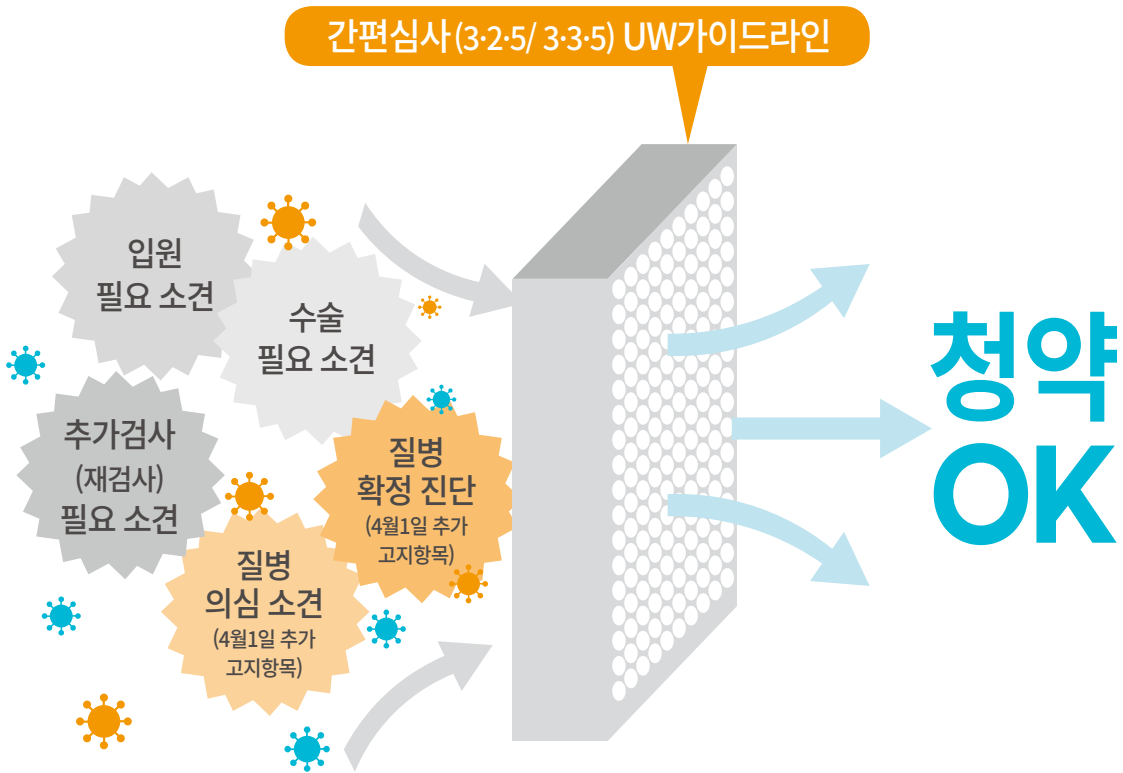 간편심사(3·2·5/ 3·3·5) UW가이드라인
입원
필요 소견
수술
필요 소견
추가검사
(재검사)
필요 소견
질병
확정 진단
(4월1일 추가
고지항목)
질병
의심 소견
(4월1일 추가
고지항목)
청약
OK